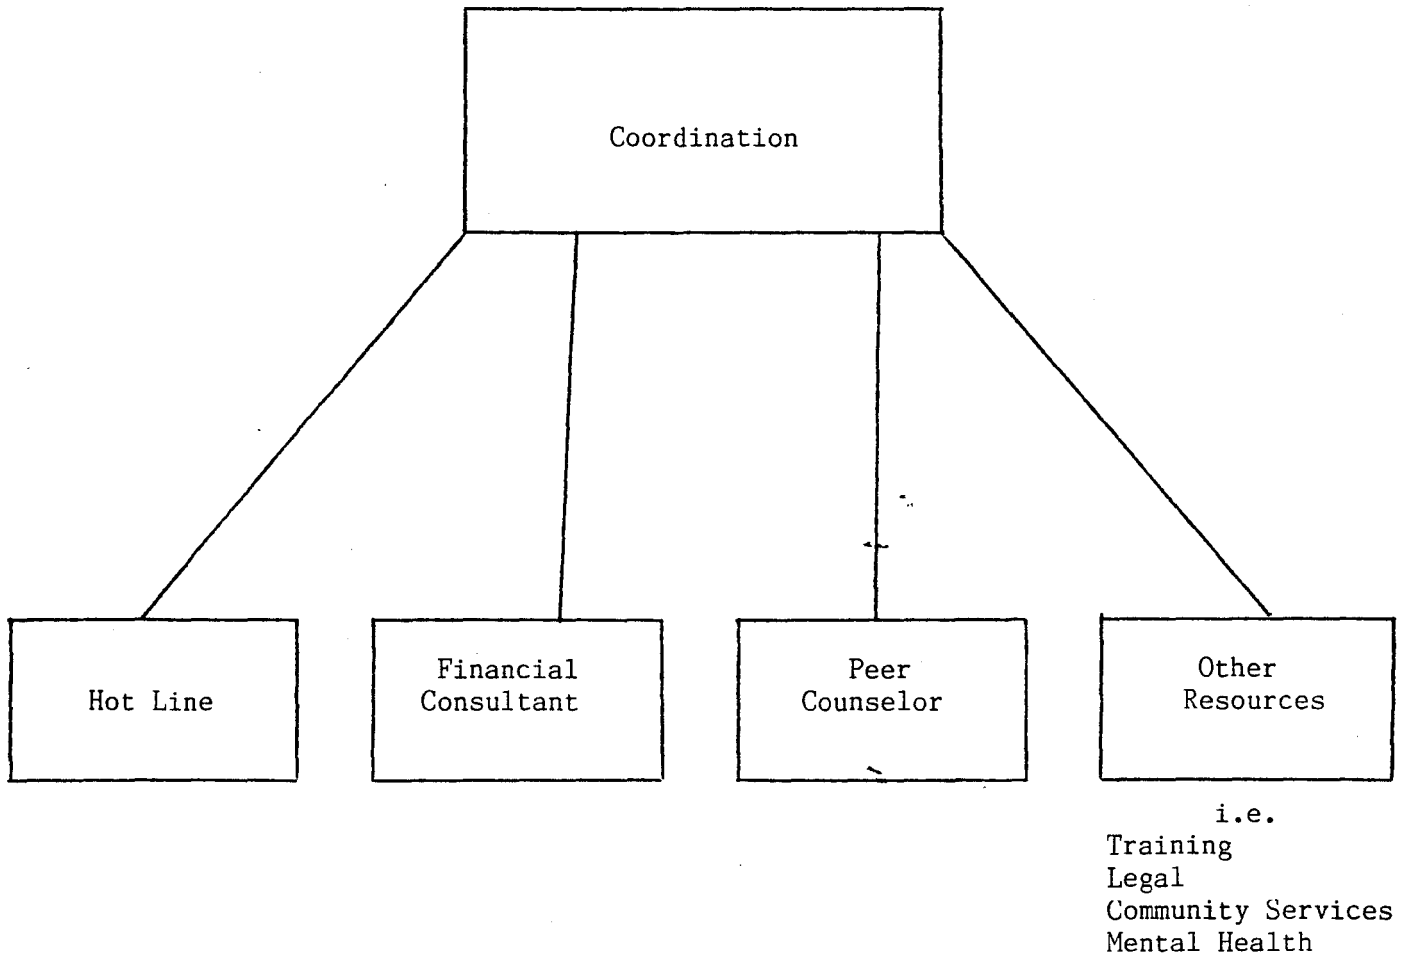 Coordination
Hot Line
Financial
Consultant
Peer
Counselor
Other
Resources
i.e.
Training
Legal
Community Services
Mental Health